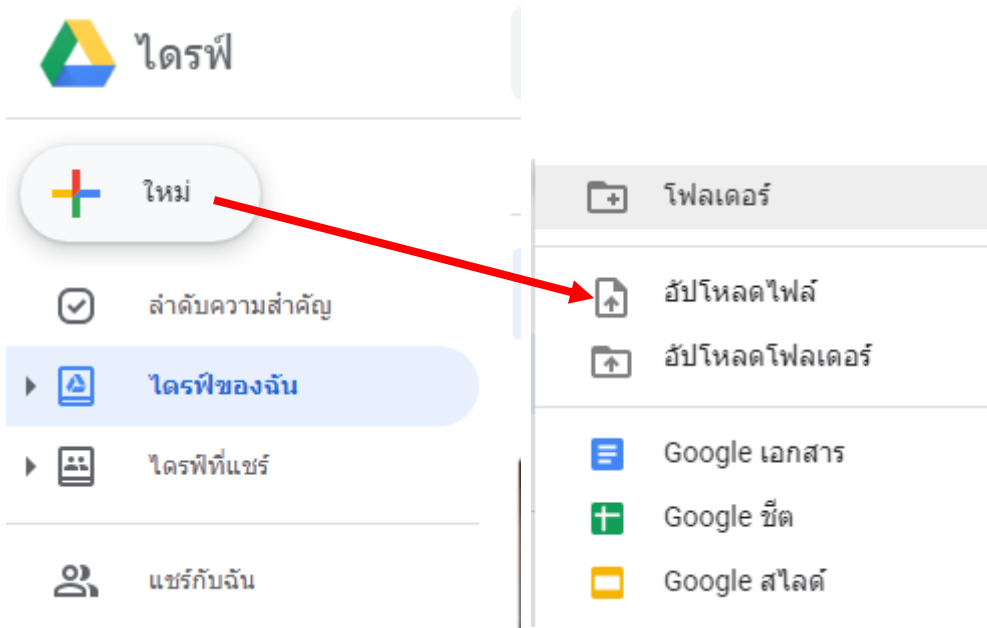 ไดรฟ์
ใหม่
ลำดับความสำคัญ
ไดรฟ์ของฉัน
ไดรฟ์ที่แชร์
แชร์กับฉัน
โฟลเดอร์
อัปโหลดไฟล์
อัปโหลดโฟลเดอร์
Google เอกสาร
Google ชีต
Google สไลด์